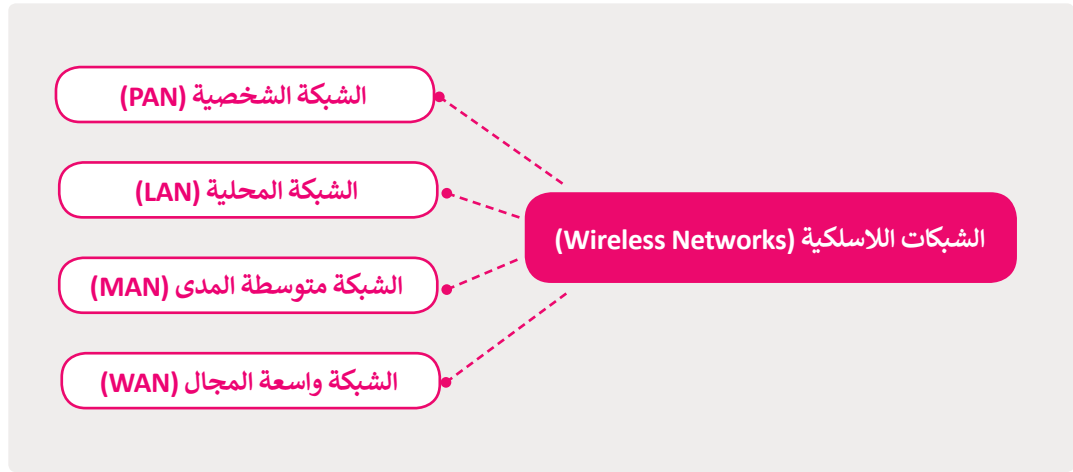 الشبكات اللاسلكية (Wireless Networks)
الشبكة الشخصية (PAN)
الشبكة المحلية (LAN)
الشبكة متوسطة المدى (MAN)
الشبكة واسعة المجال (WAN)